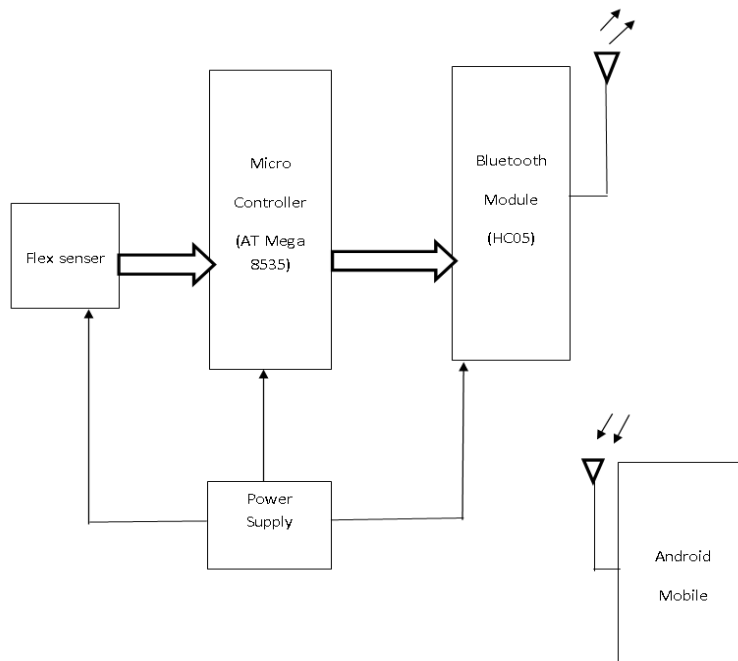 Flex senser
Micro
Controller
(AT Mega
8535)
Bluetooth
Module
(HC05)
Power
Supply
Android
Mobile